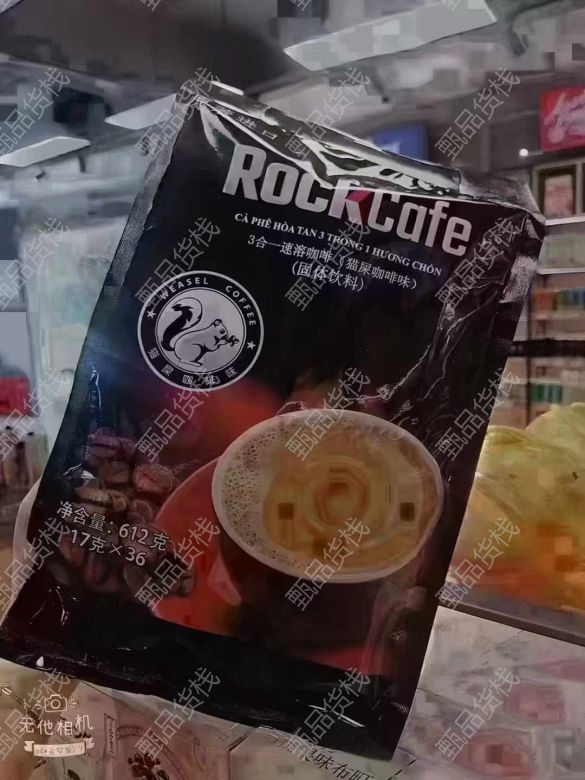 进口
ROCKCafe
CÀ PHÊ HÒA TAN 3 TRONG 1 HƯƠNG CHỒN
3合一速溶咖啡（猫屎咖啡味）
(固体饮料)
★ WEASEL COFFEE ★
猫屎咖啡味
净含量：612克
17克×36
无他相机
甄品货栈